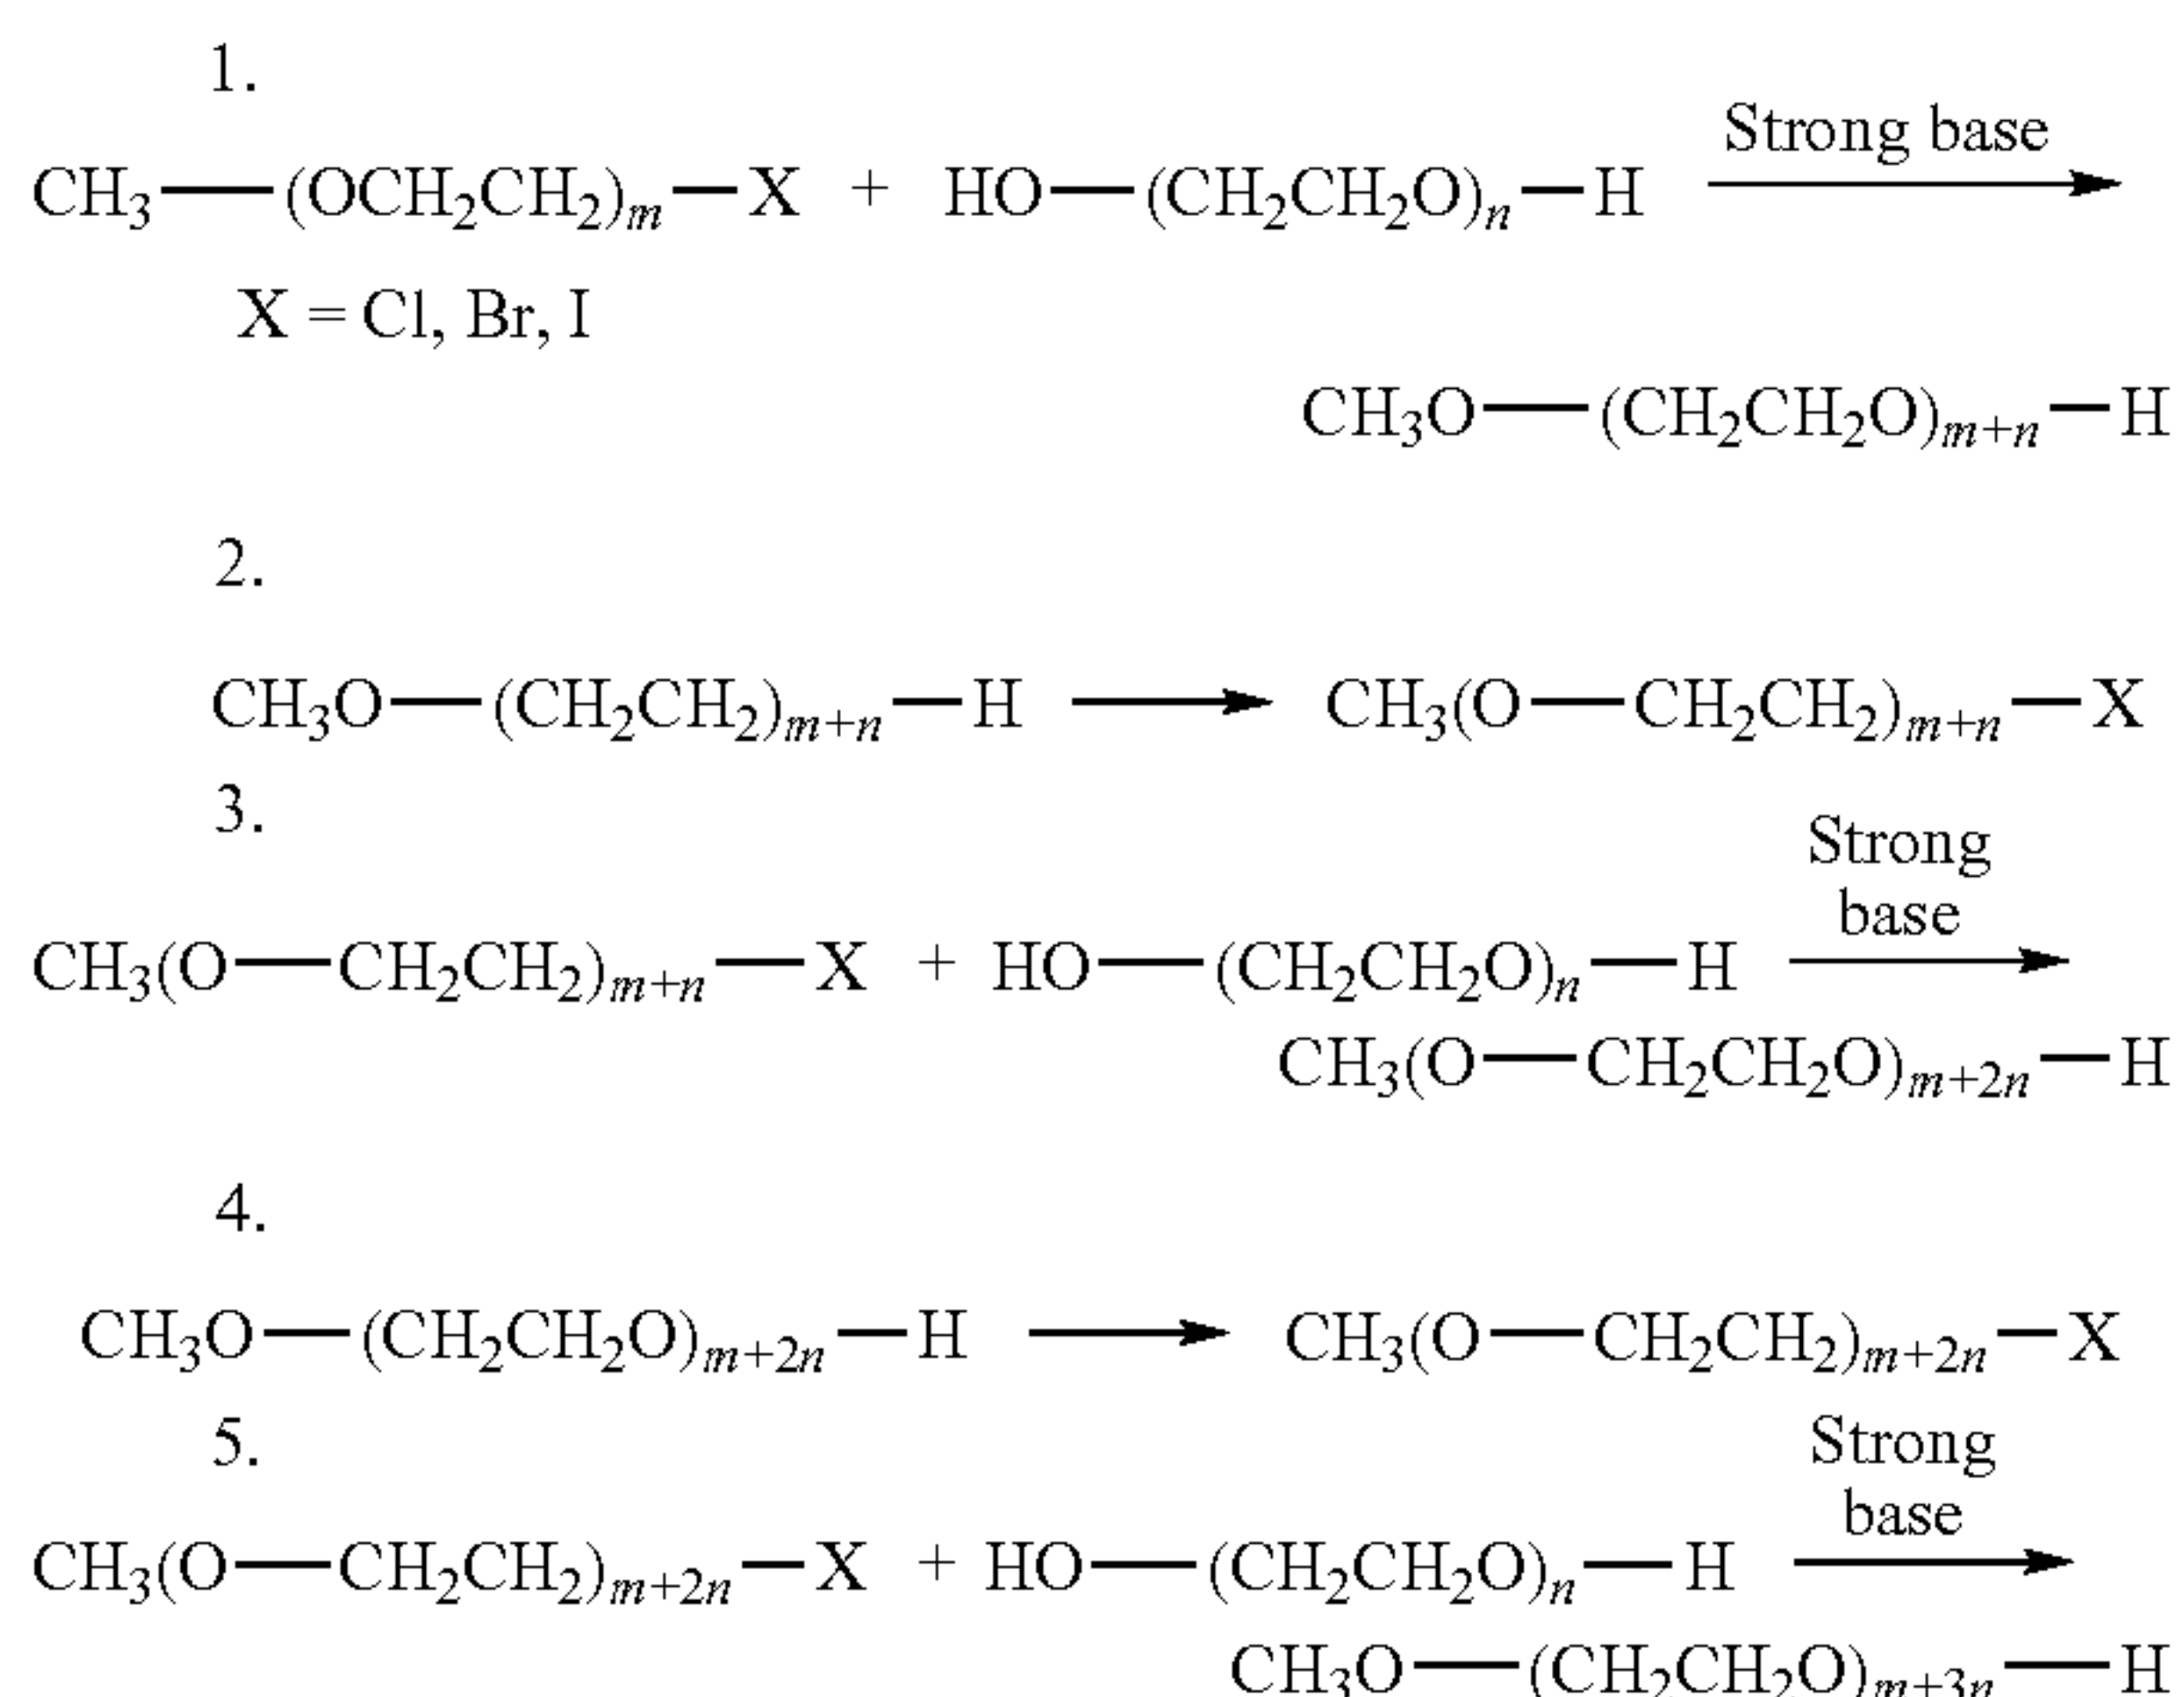 1.
CH₃—(OCH₂CH₂)ₘ—X + HO—(CH₂CH₂O)ₙ—H Strong base
X = Cl, Br, I
CH₃O—(CH₂CH₂O)ₘ₊ₙ—H
2.
CH₃O—(CH₂CH₂)ₘ₊ₙ—H → CH₃(O—CH₂CH₂)ₘ₊ₙ—X
3.
Strong
base
CH₃(O—CH₂CH₂)ₘ₊ₙ—X + HO—(CH₂CH₂O)ₙ—H →
CH₃(O—CH₂CH₂O)ₘ₊₂ₙ—H
4.
CH₃O—(CH₂CH₂O)ₘ₊₂ₙ—H → CH₃(O—CH₂CH₂)ₘ₊₂ₙ—X
5.
Strong
base
CH₃(O—CH₂CH₂)ₘ₊₂ₙ—X + HO—(CH₂CH₂O)ₙ—H →
CH₃O—(CH₂CH₂O)ₘ₊₃ₙ—H